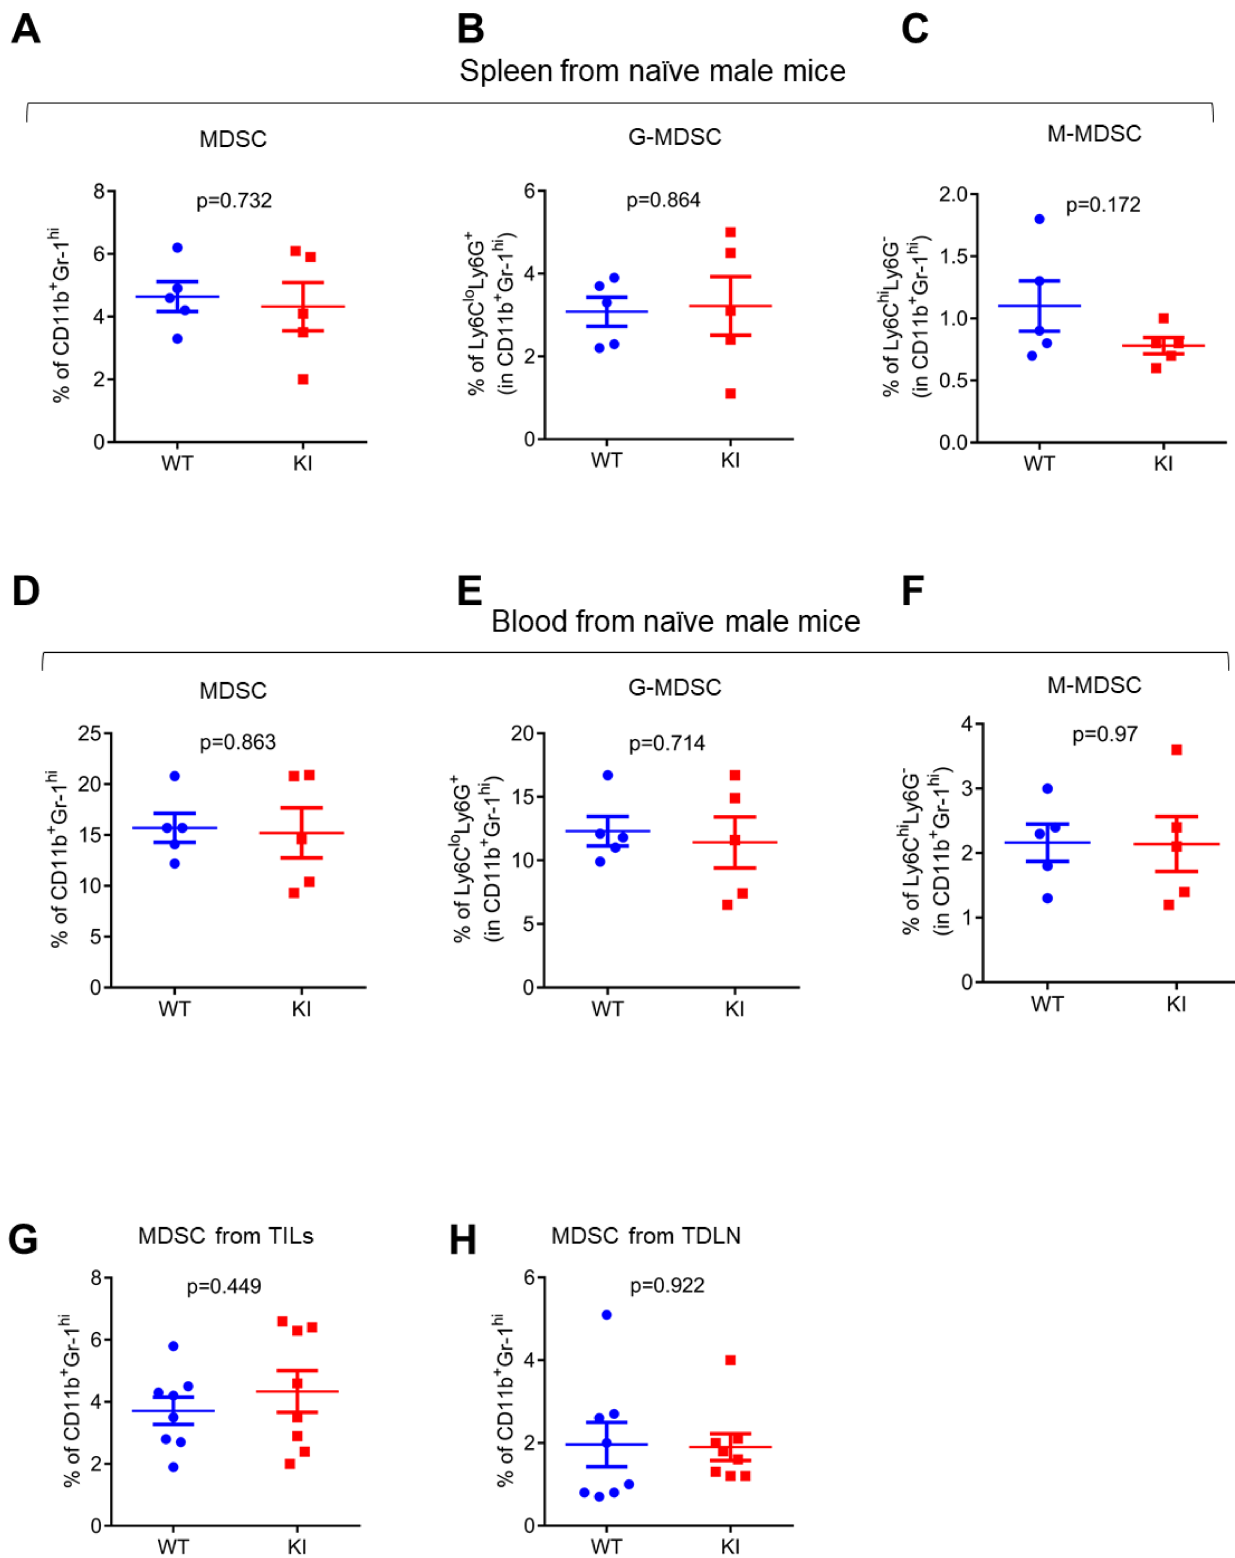 A
B
C
Spleen from naïve male mice
MDSC
G-MDSC
M-MDSC
p=0.732
% of CD11b⁺Gr-1ʰⁱ
8
6
4
2
0
WT
KI
p=0.864
% of Ly6CˡᵒLy6G⁺
(in CD11b⁺Gr-1ʰⁱ)
6
4
2
0
WT
KI
p=0.172
% of Ly6CʰⁱLy6G⁻
(in CD11b⁺Gr-1ʰⁱ)
2.0
1.5
1.0
0.5
0.0
WT
KI
D
E
F
Blood from naïve male mice
MDSC
G-MDSC
M-MDSC
p=0.863
% of CD11b⁺Gr-1ʰⁱ
25
20
15
10
5
0
WT
KI
p=0.714
% of Ly6CˡᵒLy6G⁺
(in CD11b⁺Gr-1ʰⁱ)
20
15
10
5
0
WT
KI
p=0.97
% of Ly6CʰⁱLy6G⁻
(in CD11b⁺Gr-1ʰⁱ)
4
3
2
1
0
WT
KI
G
MDSC from TILs
p=0.449
% of CD11b⁺Gr-1ʰⁱ
8
6
4
2
0
WT
KI
H
MDSC from TDLN
p=0.922
% of CD11b⁺Gr-1ʰⁱ
6
4
2
0
WT
KI